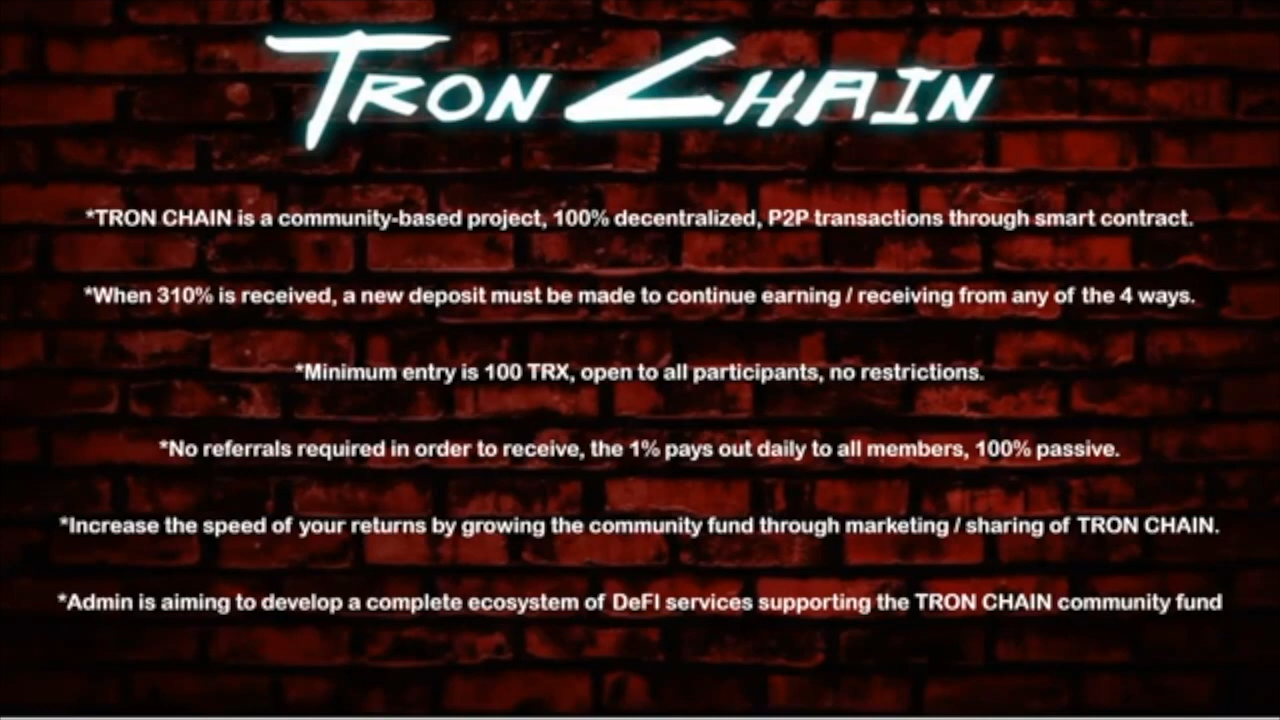 TRON CHAIN
*TRON CHAIN is a community-based project, 100% decentralized, P2P transactions through smart contract.
*When 310% is received, a new deposit must be made to continue earning / receiving from any of the 4 ways.
*Minimum entry is 100 TRX, open to all participants, no restrictions.
*No referrals required in order to receive, the 1% pays out daily to all members, 100% passive.
*Increase the speed of your returns by growing the community fund through marketing / sharing of TRON CHAIN.
*Admin is aiming to develop a complete ecosystem of DeFI services supporting the TRON CHAIN community fund